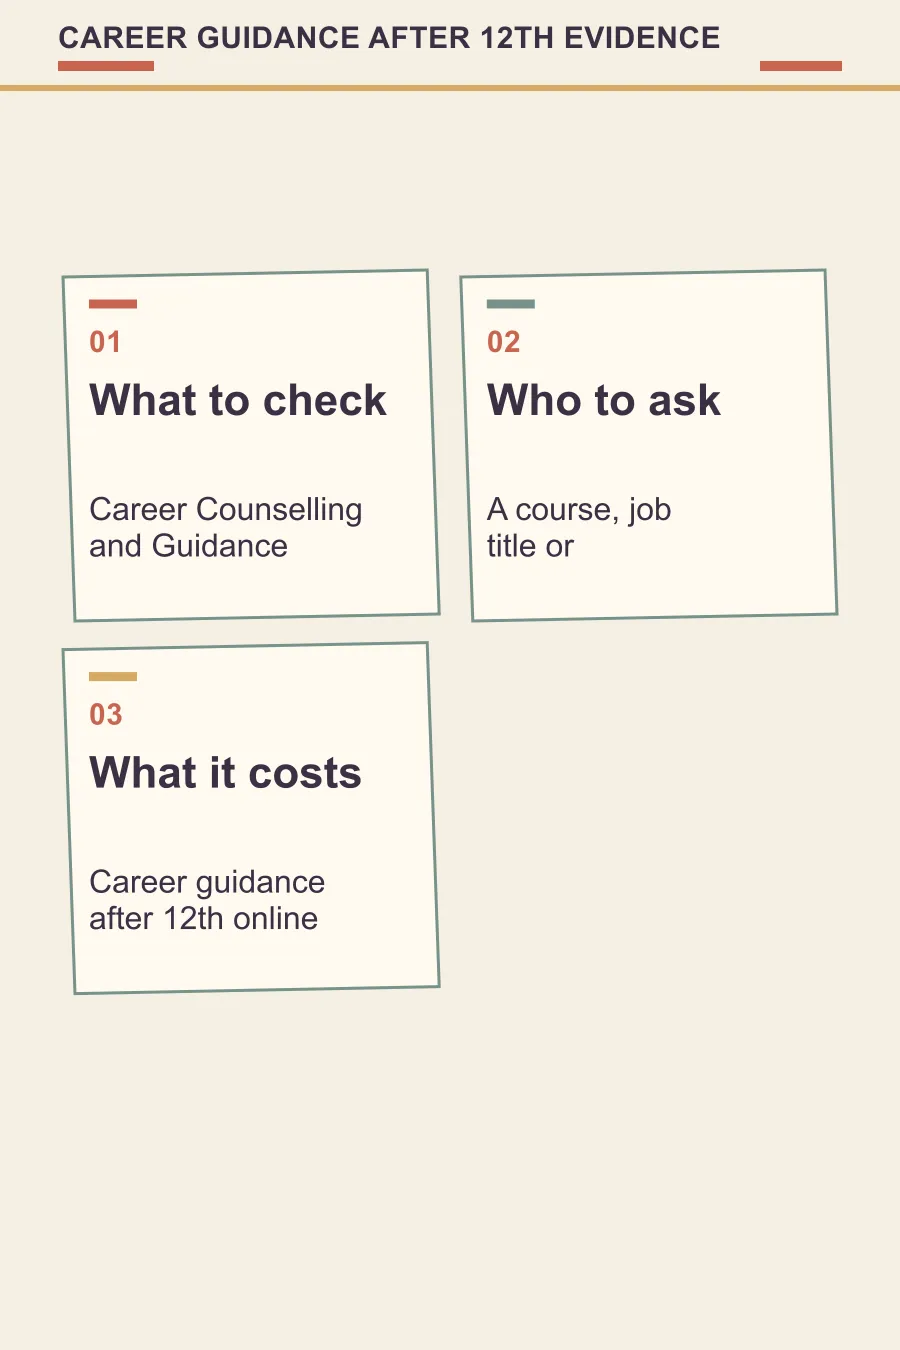 CAREER GUIDANCE AFTER 12TH EVIDENCE
01
What to check
Career Counselling
and Guidance
02
Who to ask
A course, job
title or
03
What it costs
Career guidance
after 12th online